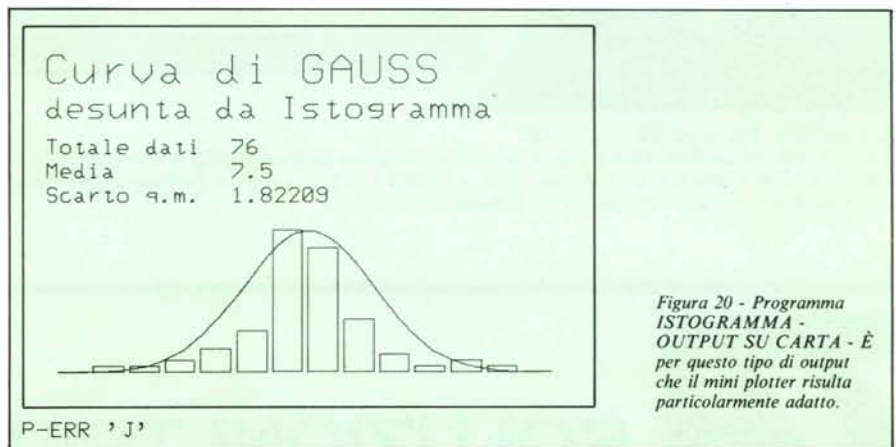 Curva di GAUSS
desunta da Istogramma
Totale dati 76
Media 7.5
Scarto q.m. 1.82209
Figura 20 - Programma
ISTOGRAMMA -
OUTPUT SU CARTA - È
per questo tipo di output
che il mini plotter risulta
particolarmente adatto.
P-ERR 'J'